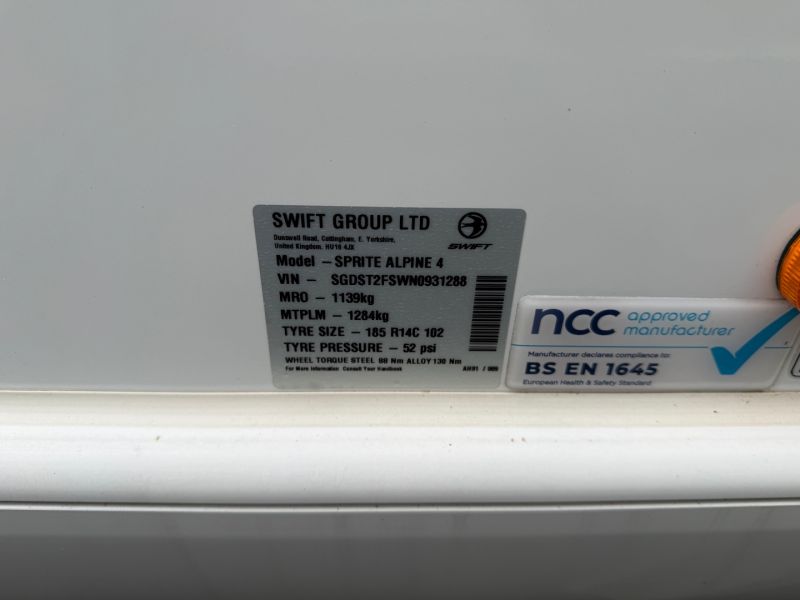 SWIFT GROUP LTD
Dunswell Road, Cottingham, E. Yorkshire,
United Kingdom. HU16 4JX
SWIFT
Model - SPRITE ALPINE 4
VIN - SGDST2FSWN0931288
MRO - 1139kg
MTPLM - 1284kg
TYRE SIZE - 185 R14C 102
TYRE PRESSURE - 52 psi
WHEEL TORQUE STEEL 88 Nm ALLOY 130 Nm
For More Information Consult Your Handbook
ncc approved
manufacturer
Manufacturer declares compliance to:
BS EN 1645
European Health & Safety Standard